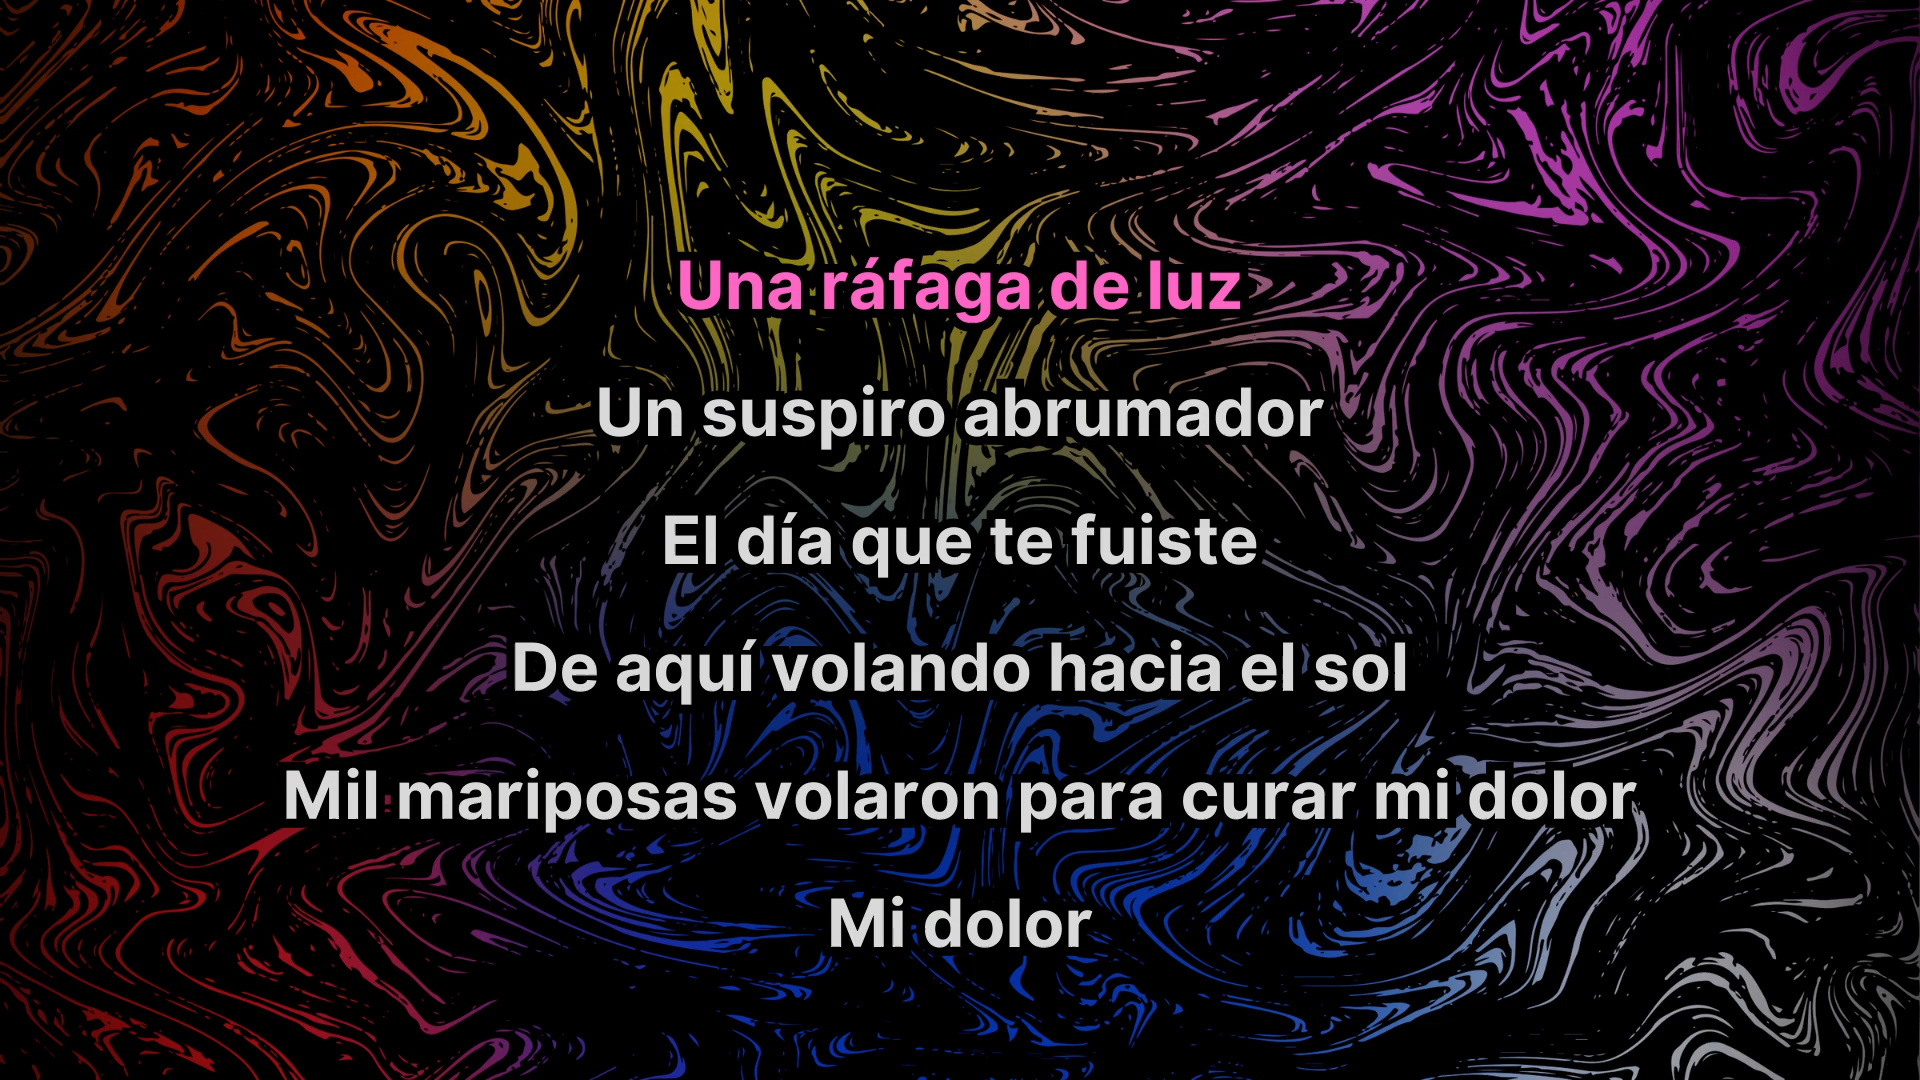 Una ráfaga de luz
Un suspiro abrumador
El día que te fuiste
De aquí volando hacia el sol
Mil mariposas volaron para curar mi dolor
Mi dolor